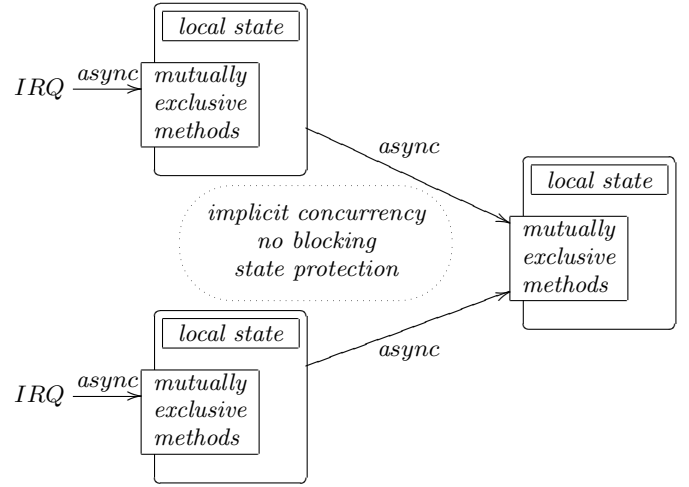 local state
async
IRQ
mutually
exclusive
methods
async
local state
implicit concurrency
no blocking
state protection
mutually
exclusive
methods
local state
async
async
IRQ
mutually
exclusive
methods